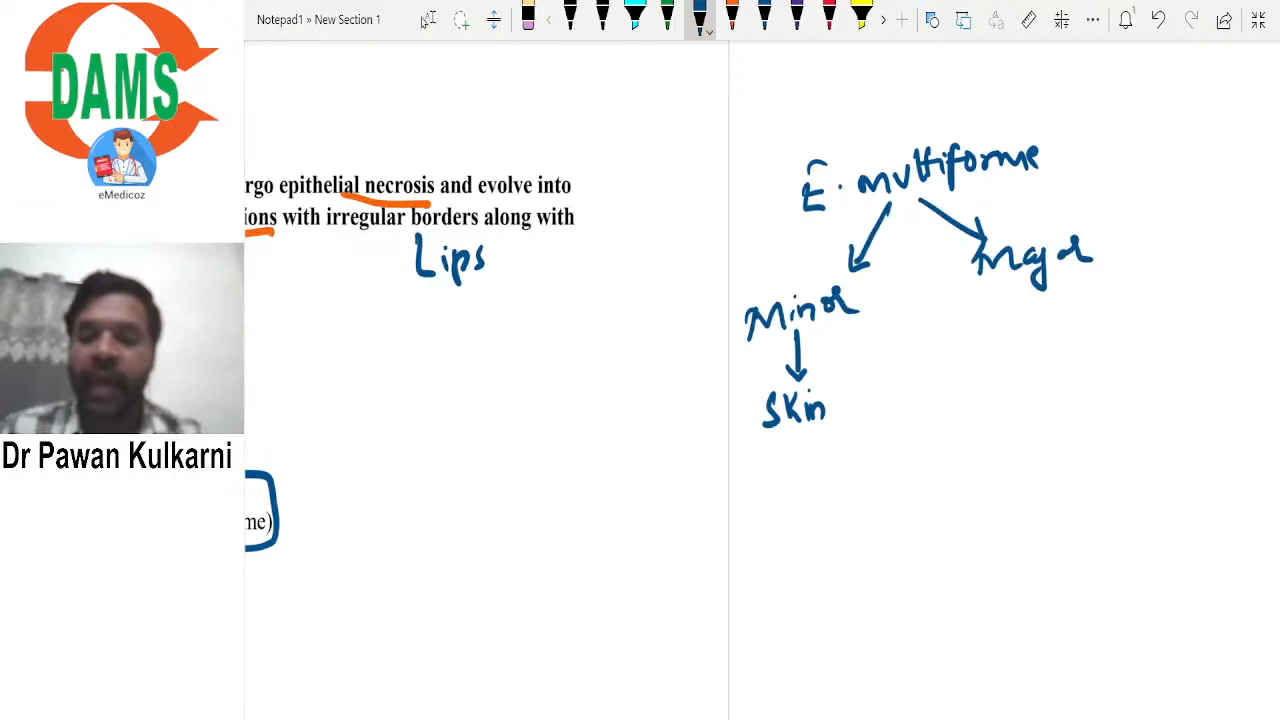 Notepad1 » New Section 1
DAMS
eMedicoz
rgo epithelial necrosis and evolve into
ions with irregular borders along with
Lips
E. multiforme
Major
Minor
Skin
Dr Pawan Kulkarni
me)